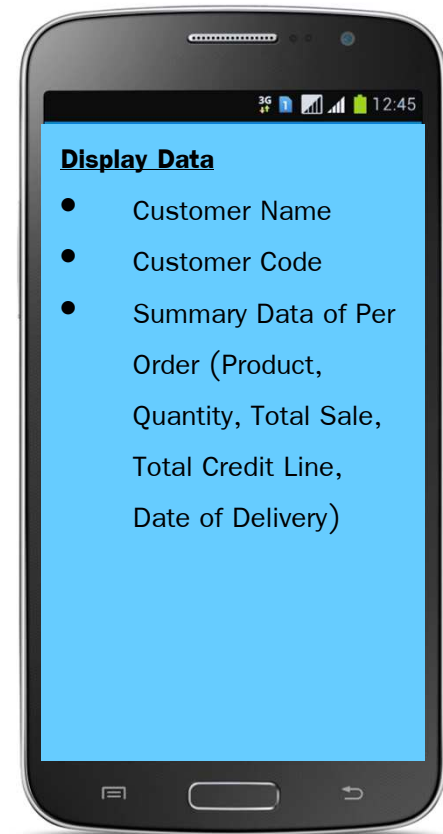 3G 1 12:45
Display Data
• Customer Name
• Customer Code
• Summary Data of Per
Order (Product,
Quantity, Total Sale,
Total Credit Line,
Date of Delivery)